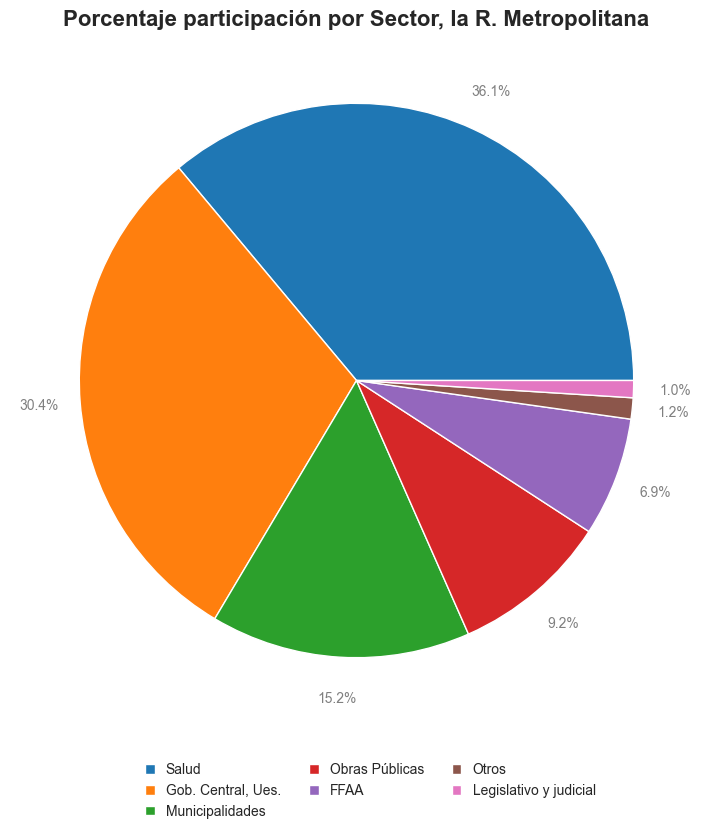 Porcentaje participación por Sector, la R. Metropolitana
36.1%
30.4%
1.0%
1.2%
6.9%
9.2%
15.2%
Salud
Gob. Central, Ues.
Municipalidades
Obras Públicas
FFAA
Otros
Legislativo y judicial